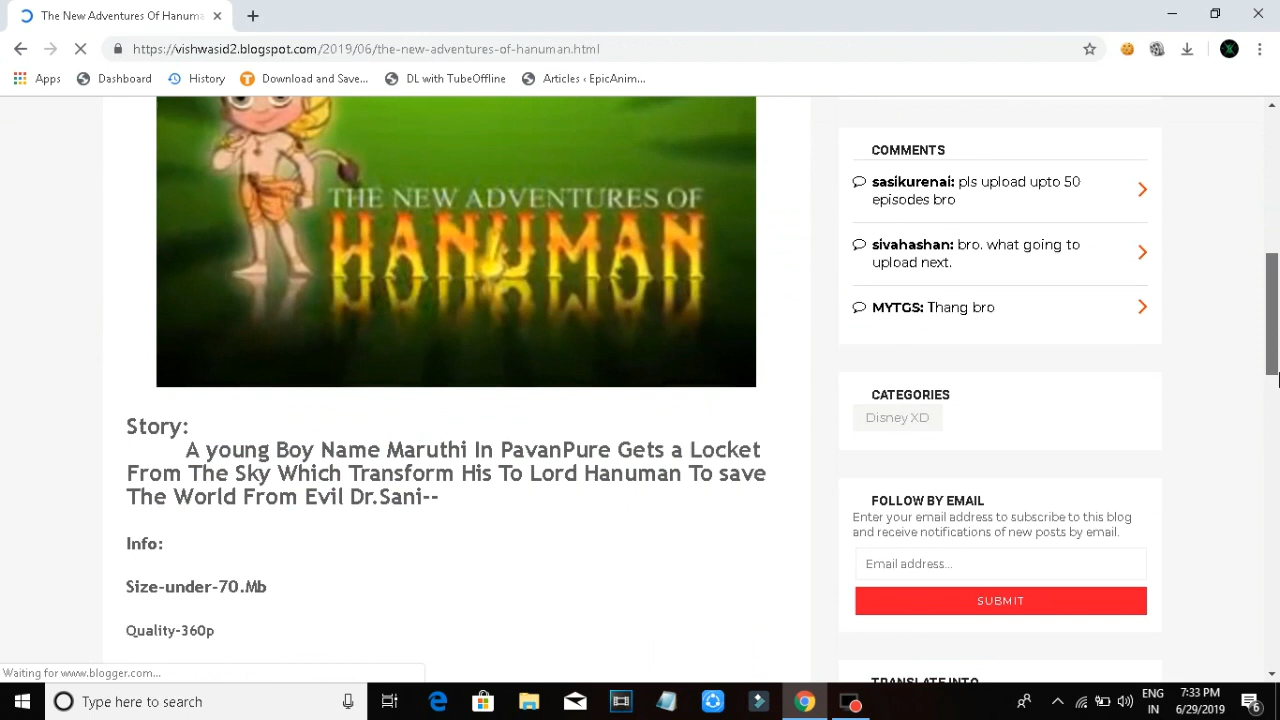 The New Adventures Of Hanuma
https://vishwasid2.blogspot.com/2019/06/the-new-adventures-of-hanuman.html
Apps
Dashboard
History
Download and Save...
DL with TubeOffline
Articles ‹ EpicAnim...
THE NEW ADVENTURES OF
HANUMAN
Story:
A young Boy Name Maruthi In PavanPure Gets a Locket
From The Sky Which Transform His To Lord Hanuman To save
The World From Evil Dr.Sani--
Info:
Size-under-70.Mb
Quality-360p
COMMENTS
sasikurenai: pls upload upto 50
episodes bro
sivahashan: bro. what going to
upload next.
MYTGS: Thang bro
CATEGORIES
Disney XD
FOLLOW BY EMAIL
Enter your email address to subscribe to this blog
and receive notifications of new posts by email.
Email address...
SUBMIT
TRANSLATE INTO
Waiting for www.blogger.com...
Type here to search
ENG
IN
7:33 PM
6/29/2019
6